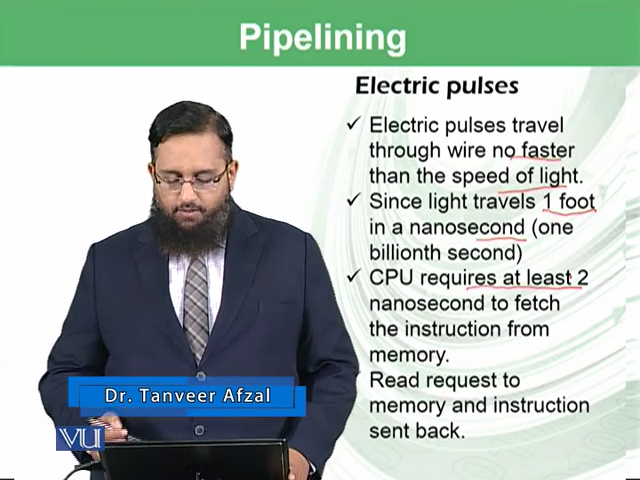 Pipelining
Electric pulses
✓ Electric pulses travel
through wire no faster
than the speed of light.
✓ Since light travels 1 foot
in a nanosecond (one
billionth second)
✓ CPU requires at least 2
nanosecond to fetch
the instruction from
memory.
Read request to
memory and instruction
sent back.
Dr. Tanveer Afzal
VU